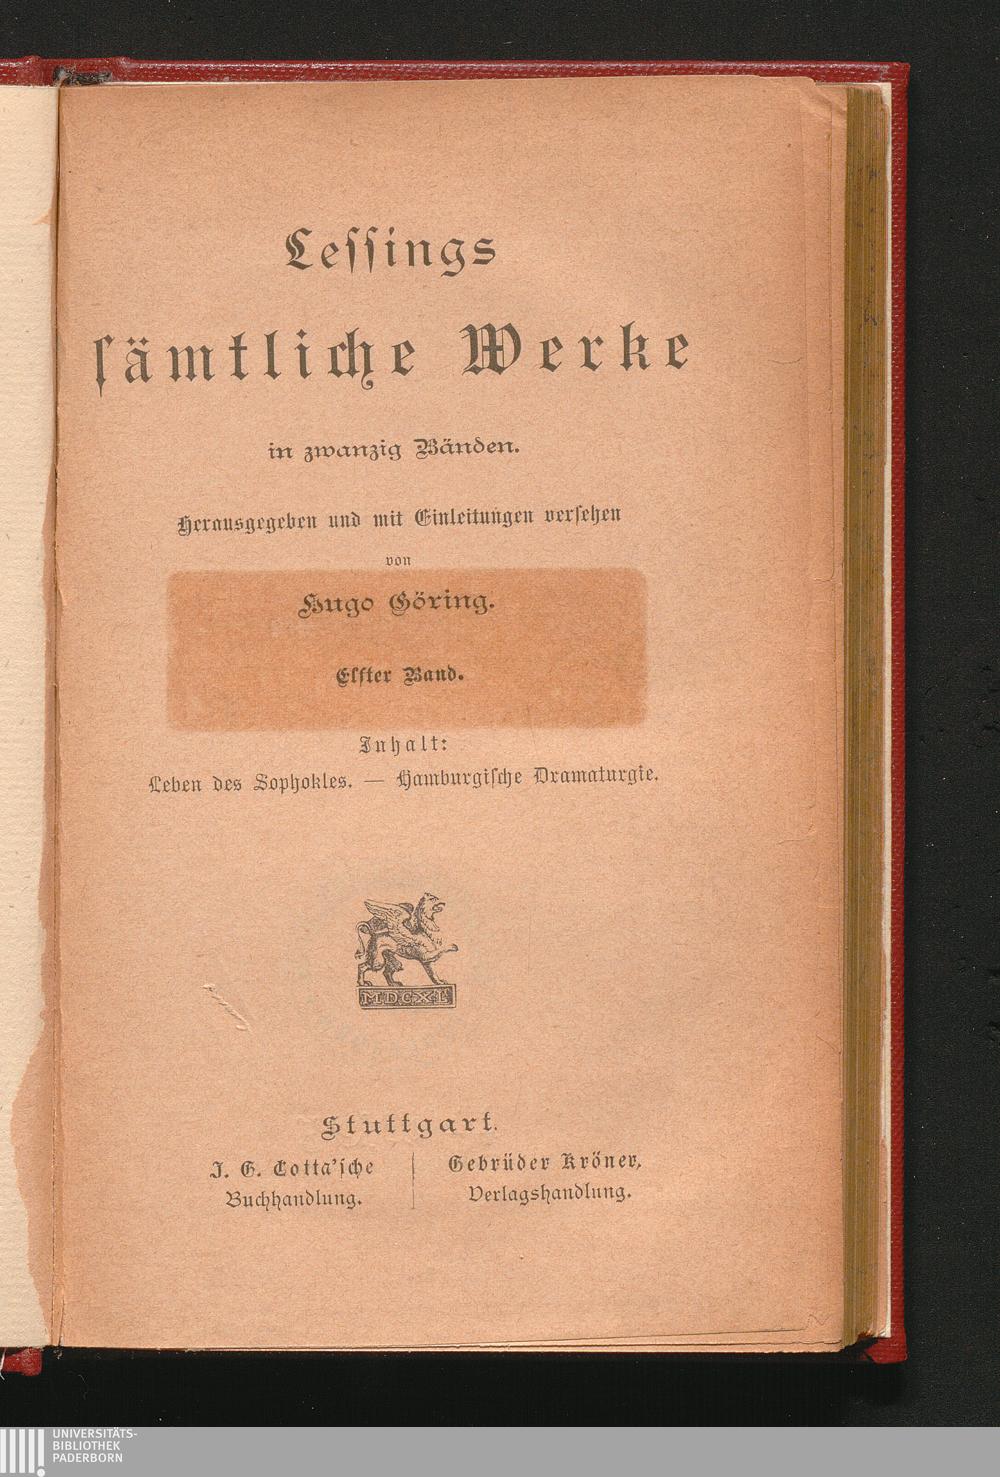 Leſſings
ſämtliche Werke
in zwanzig Bänden.
Herausgegeben und mit Einleitungen verſehen
von
Hugo Göring.
Elfter Band.
Inhalt:
Leben des Sophokles. — Hamburgiſche Dramaturgie.
MDCXL
Stuttgart.
J. G. Cotta'ſche
Buchhandlung.
Gebrüder Kröner,
Verlagshandlung.
UNIVERSITÄTS-
BIBLIOTHEK
PADERBORN